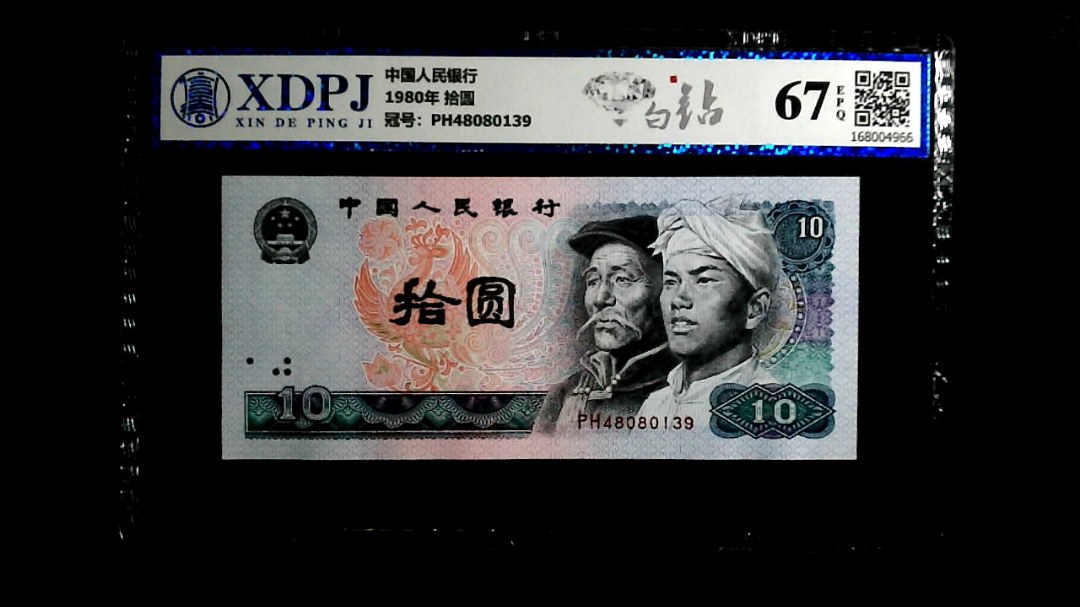 XDPJ
XIN DE PING JI
中国人民银行
1980年 拾圆
冠号：PH48080139
白钻
67
EPQ
168004966
中国人民银行
10
拾圆
10
PH48080139
10